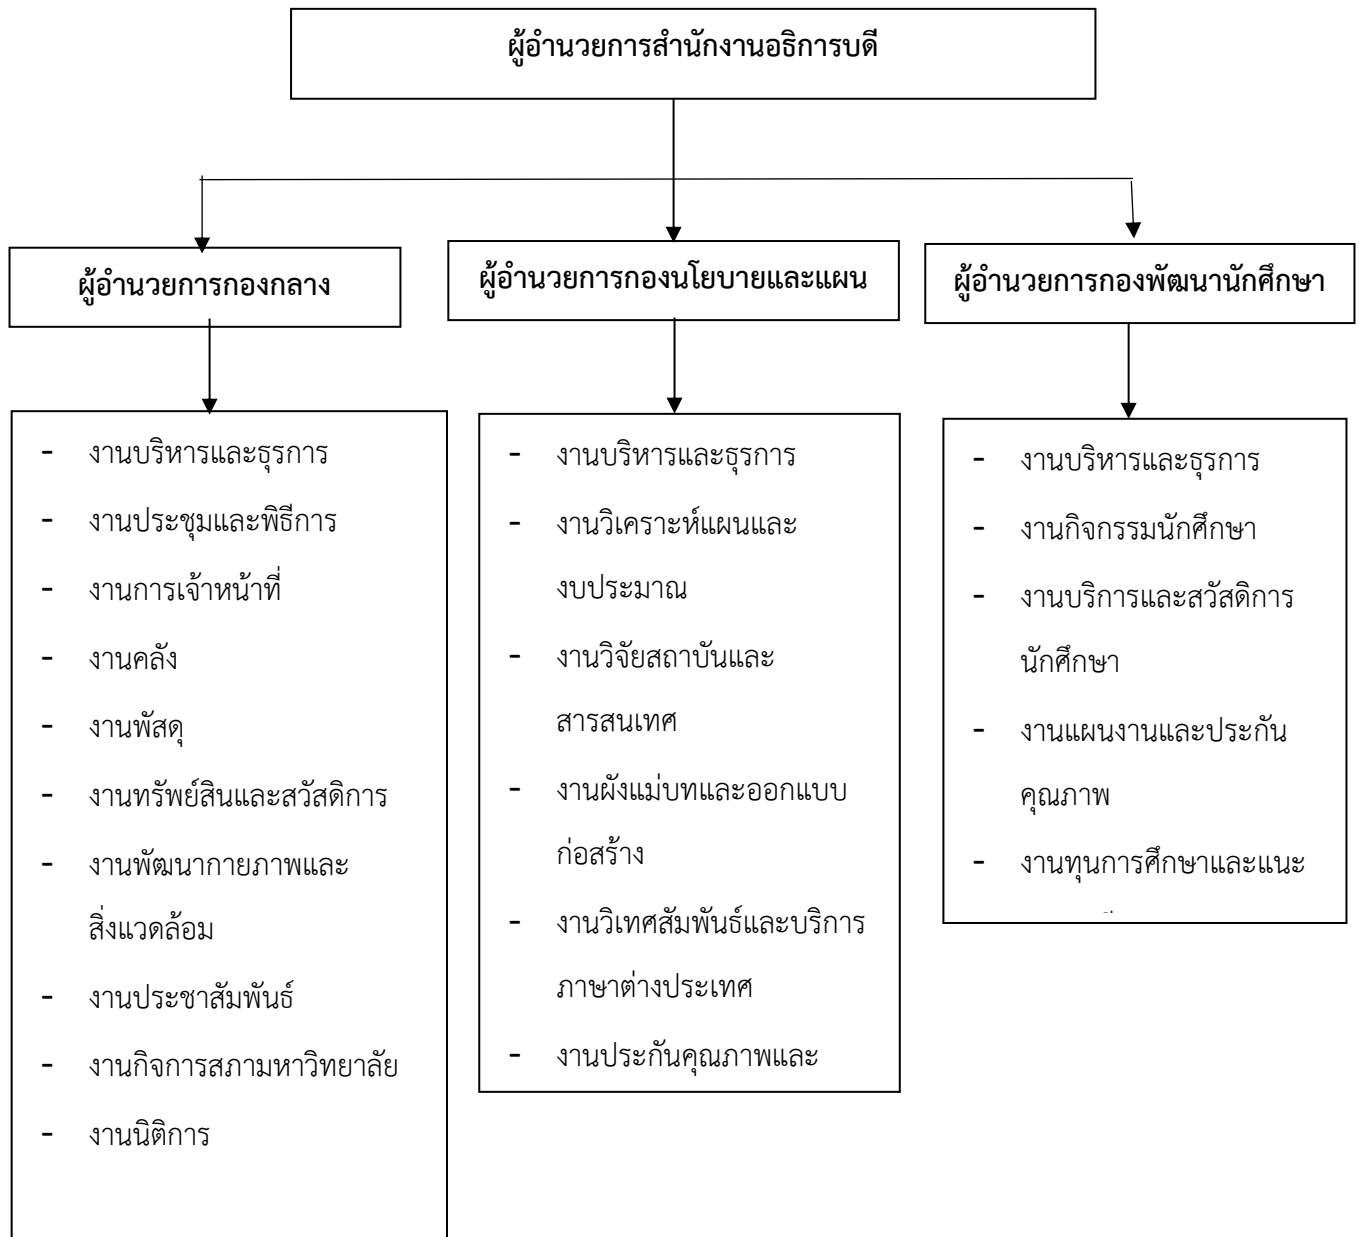 ผู้อำนวยการสำนักงานอธิการบดี
ผู้อำนวยการกองกลาง
ผู้อำนวยการกองนโยบายและแผน
ผู้อำนวยการกองพัฒนานักศึกษา
- งานบริหารและธุรการ
- งานประชุมและพิธีการ
- งานการเจ้าหน้าที่
- งานคลัง
- งานพัสดุ
- งานทรัพย์สินและสวัสดิการ
- งานพัฒนากายภาพและ
สิ่งแวดล้อม
- งานประชาสัมพันธ์
- งานกิจการสภามหาวิทยาลัย
- งานนิติการ
- งานบริหารและธุรการ
- งานวิเคราะห์แผนและ
งบประมาณ
- งานวิจัยสถาบันและ
สารสนเทศ
- งานผังแม่บทและออกแบบ
ก่อสร้าง
- งานวิเทศสัมพันธ์และบริการ
ภาษาต่างประเทศ
- งานประกันคุณภาพและ
- งานบริหารและธุรการ
- งานกิจกรรมนักศึกษา
- งานบริการและสวัสดิการ
นักศึกษา
- งานแผนงานและประกัน
คุณภาพ
- งานทุนการศึกษาและแนะ